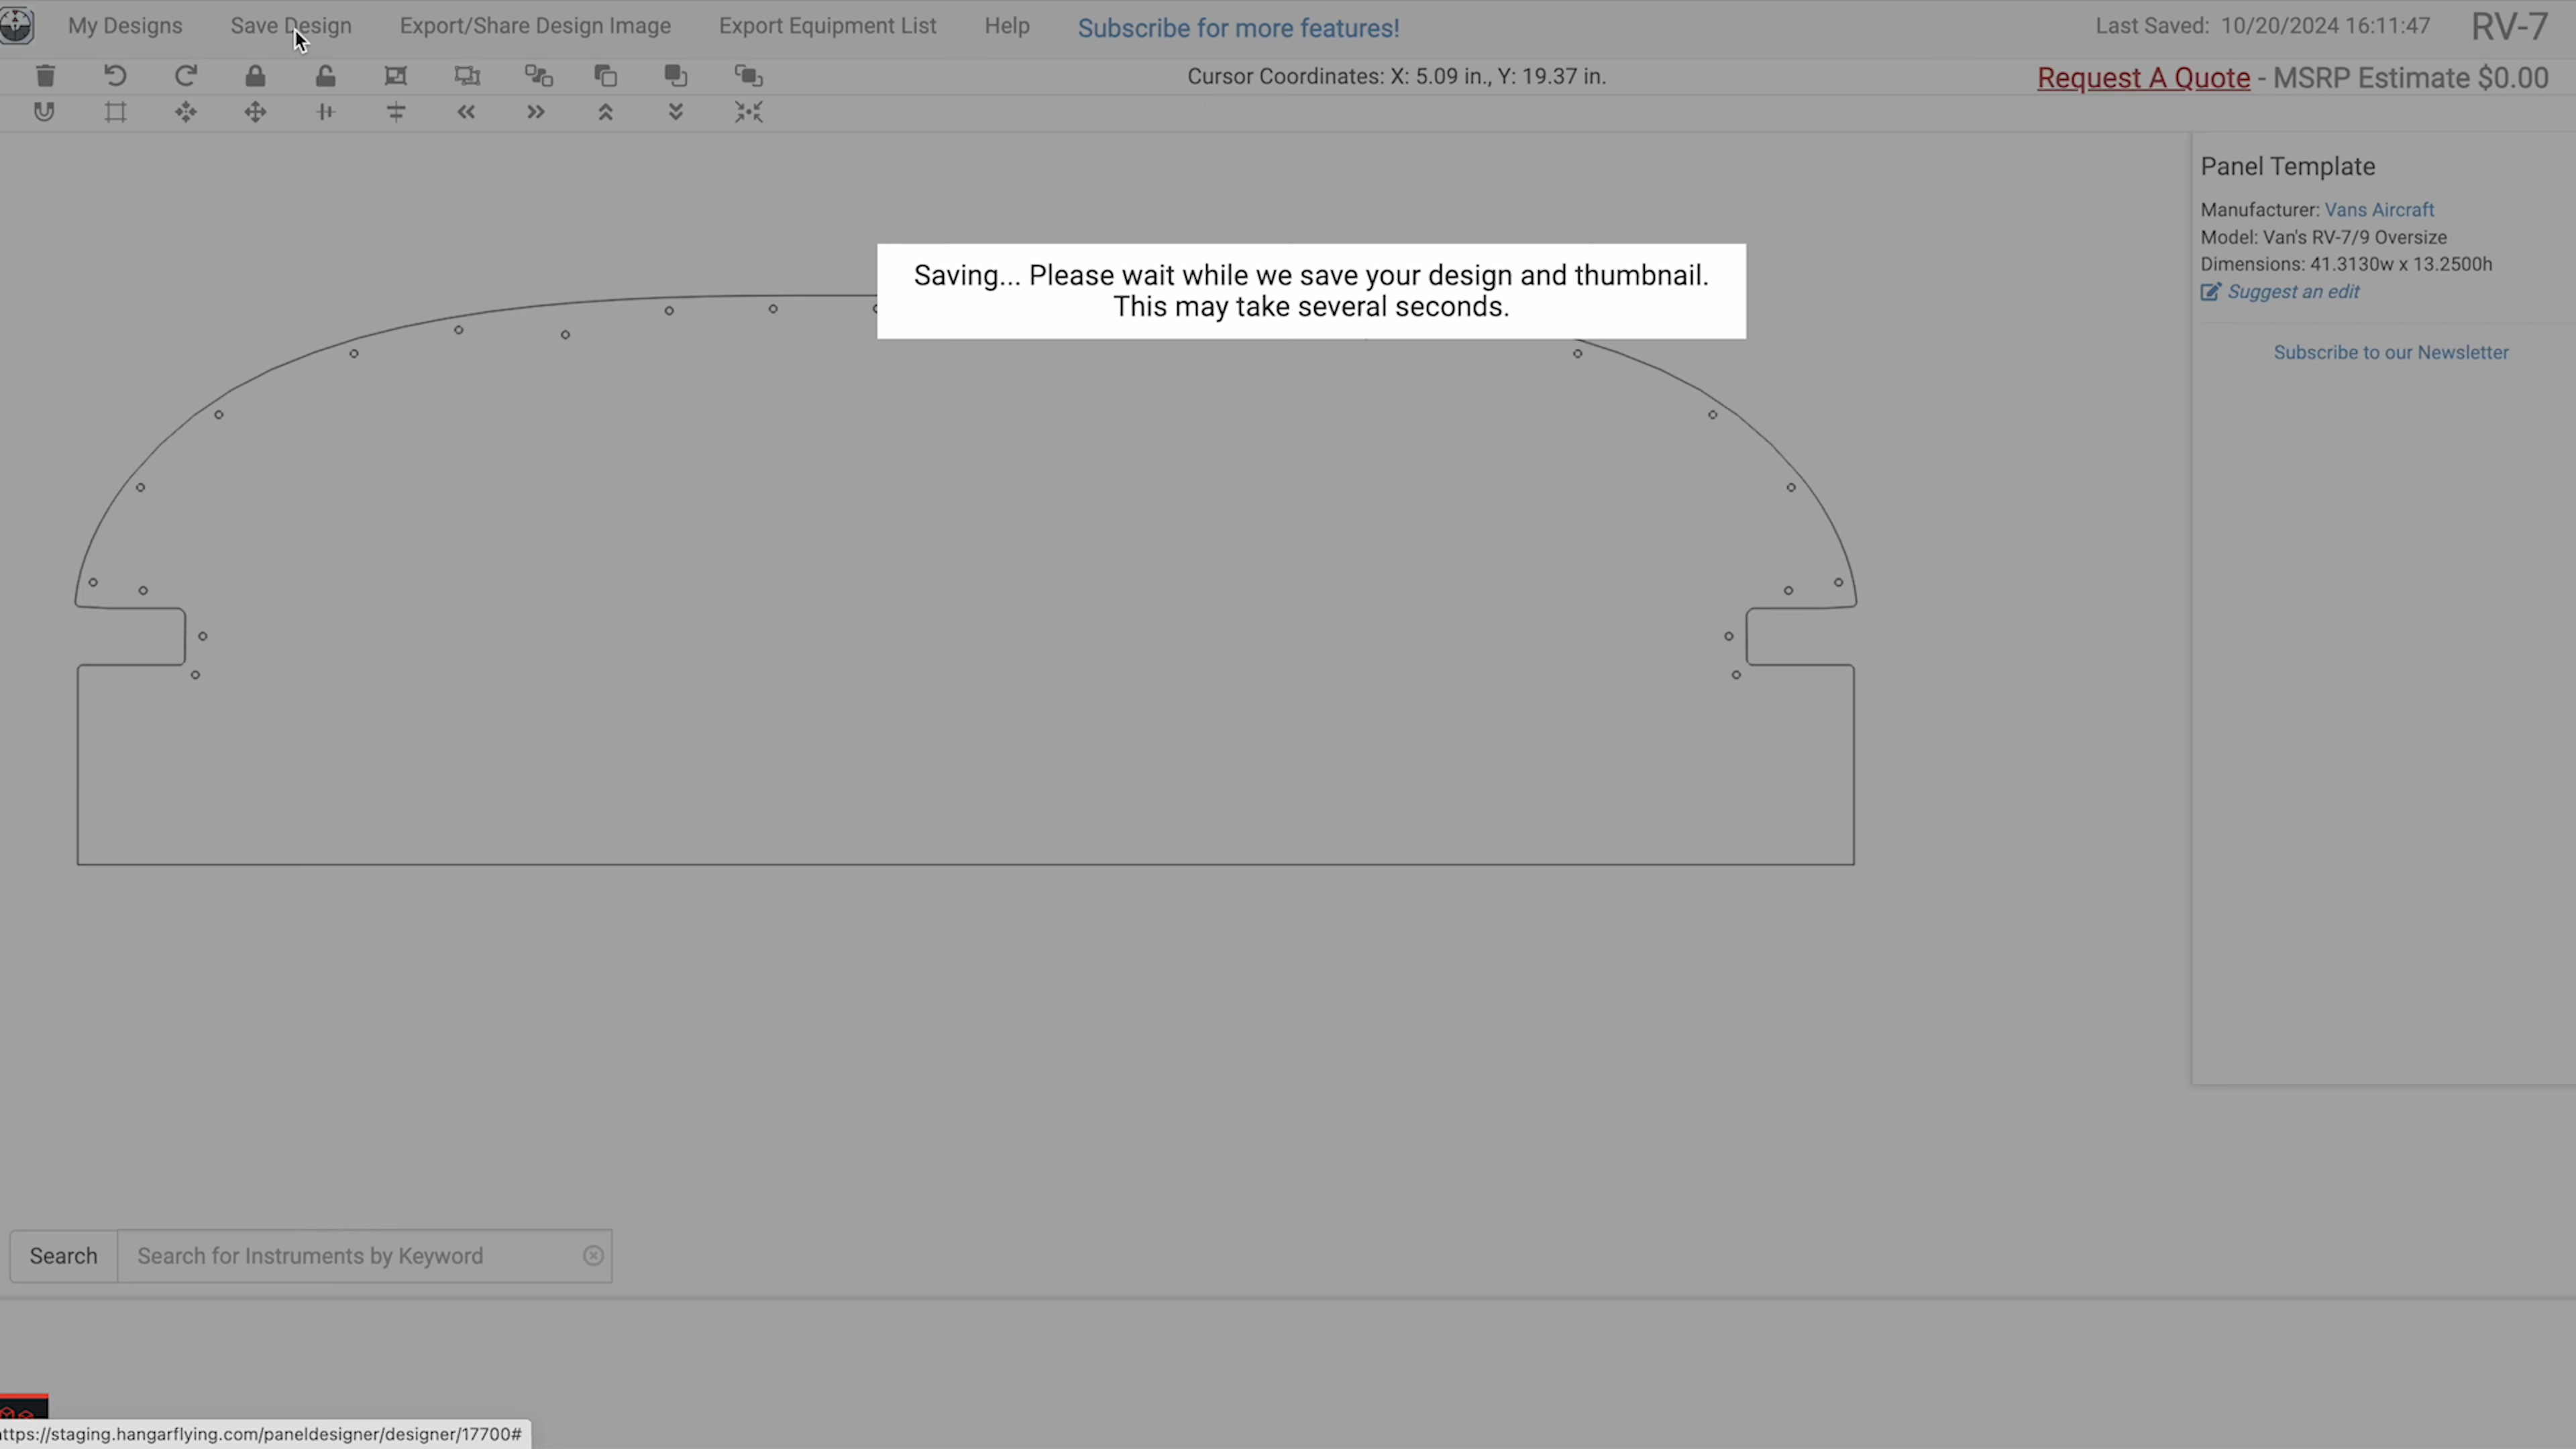 My Designs Save Design Export/Share Design Image Export Equipment List Help Subscribe for more features! Last Saved: 10/20/2024 16:11:47 RV-7
Cursor Coordinates: X: 5.09 in., Y: 19.37 in. Request A Quote - MSRP Estimate $0.00
Panel Template
Manufacturer: Vans Aircraft
Model: Van's RV-7/9 Oversize
Dimensions: 41.3130w x 13.2500h
Suggest an edit
Subscribe to our Newsletter
Saving... Please wait while we save your design and thumbnail.
This may take several seconds.
Search Search for Instruments by Keyword
ttps://staging.hangarflying.com/paneldesigner/designer/17700#